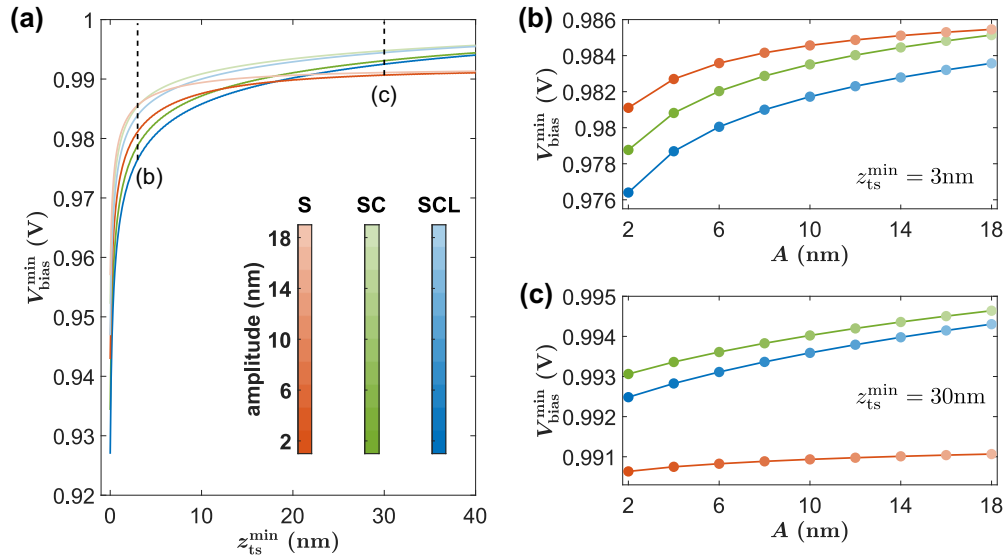 (a)
1
0.99
0.98
0.97
0.96
0.95
0.94
0.93
0.92
V_bias^min (V)
0 10 20 30 40
z_ts^min (nm)
(b)
(c)
S SC SCL
amplitude (nm)
18
14
10
6
2
(b)
0.986
0.984
0.982
0.98
0.978
0.976
V_bias^min (V)
z_ts^min = 3nm
2 6 10 14 18
A (nm)
(c)
0.995
0.994
0.993
0.992
0.991
V_bias^min (V)
z_ts^min = 30nm
2 6 10 14 18
A (nm)